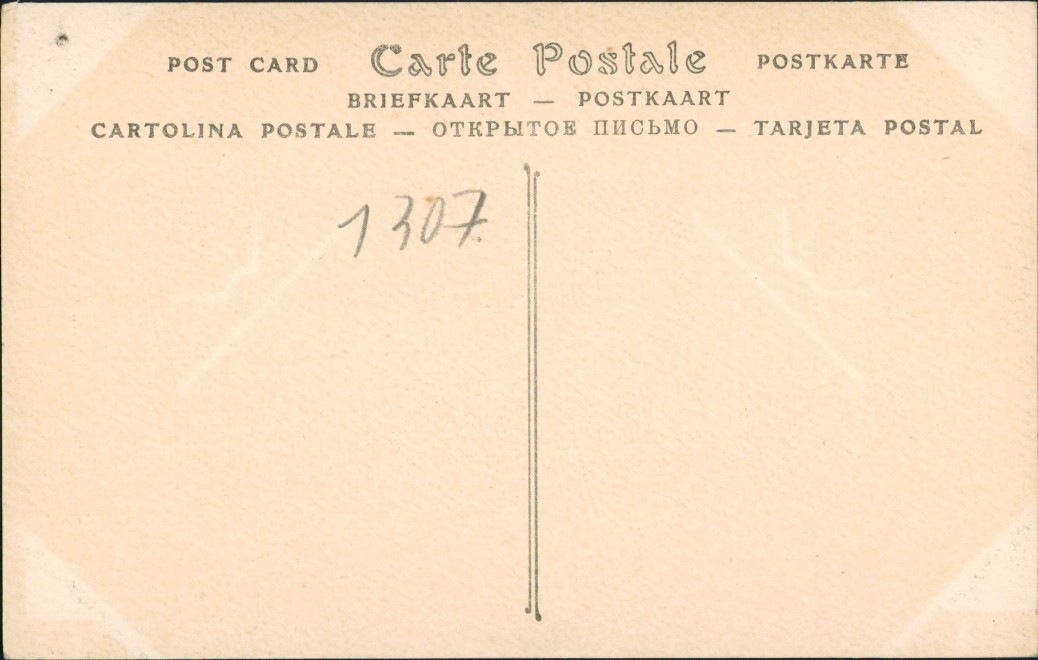 POST CARD Carte Postale POSTKARTE
BRIEFKAART — POSTKAART
CARTOLINA POSTALE — ОТКРЫТОЕ ПИСЬМО — TARJETA POSTAL
1307